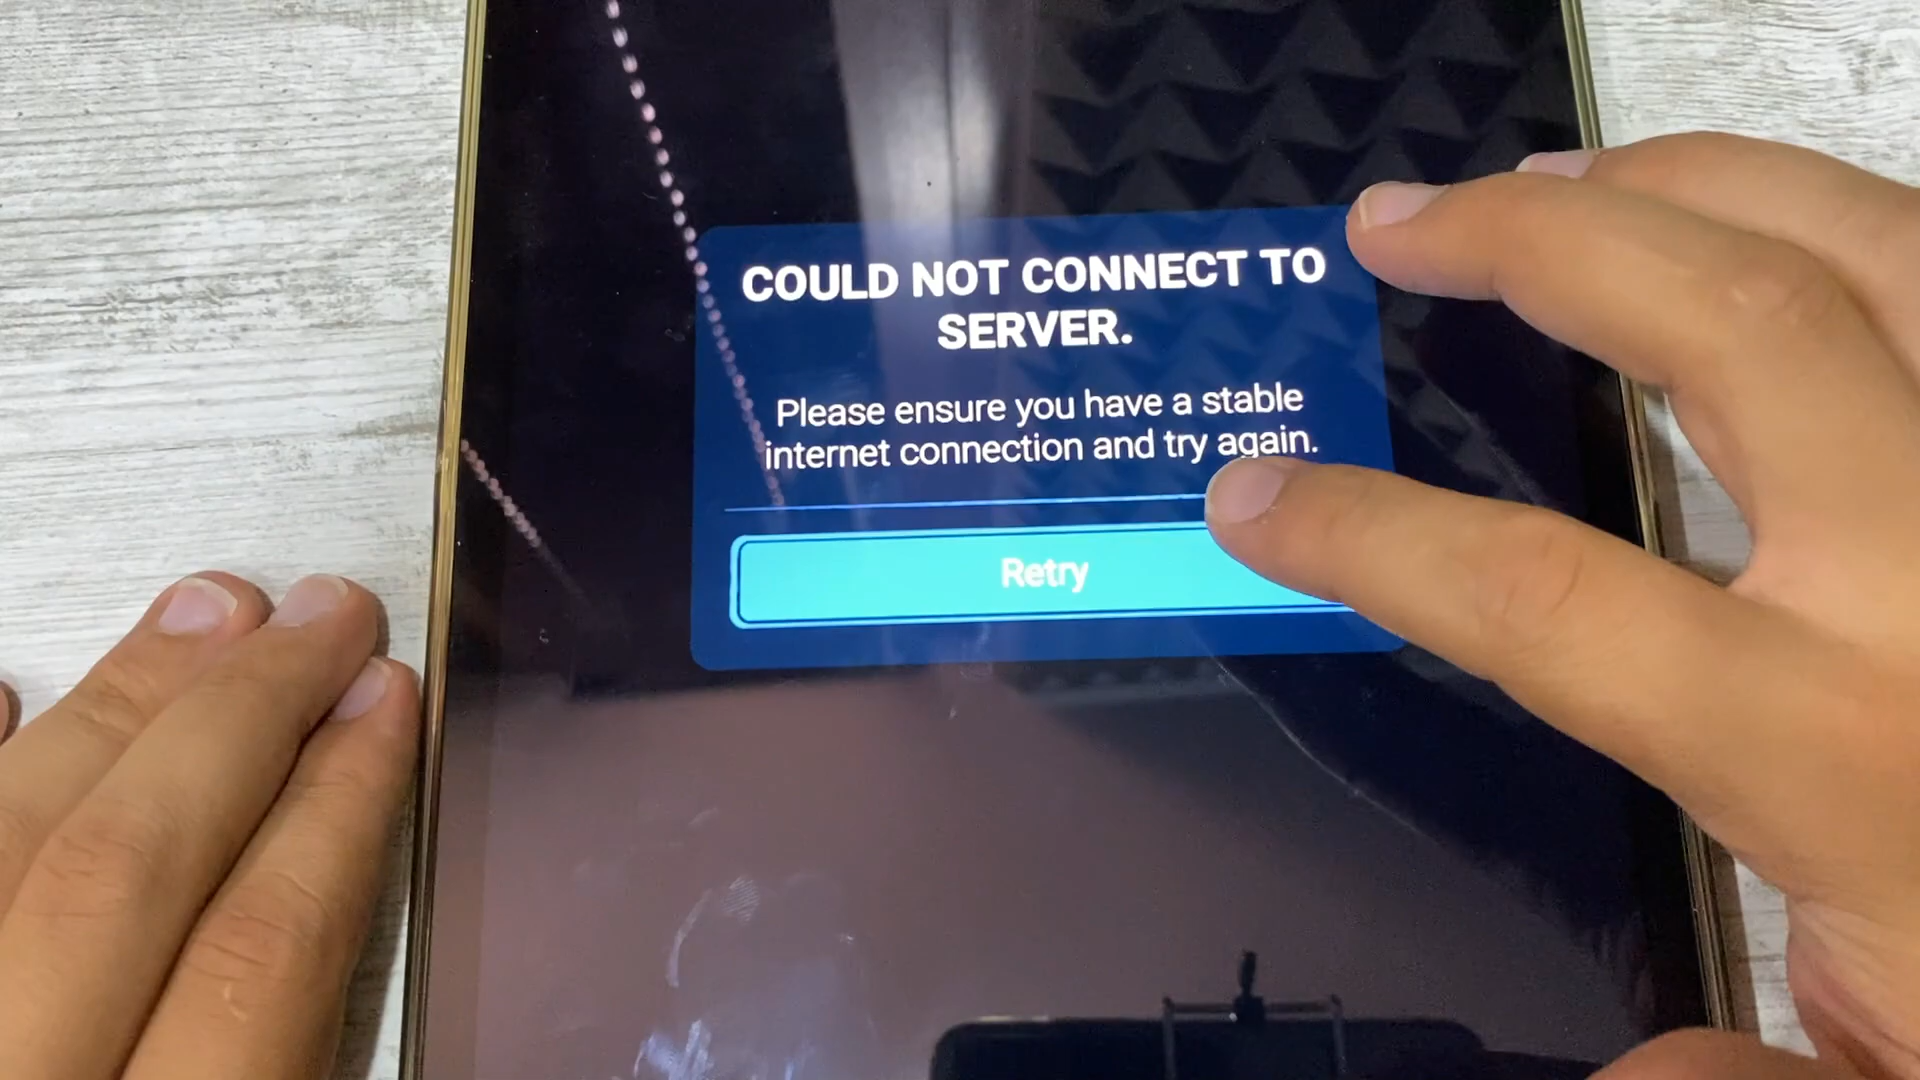 COULD NOT CONNECT TO
SERVER.
Please ensure you have a stable
internet connection and try again.
Retry